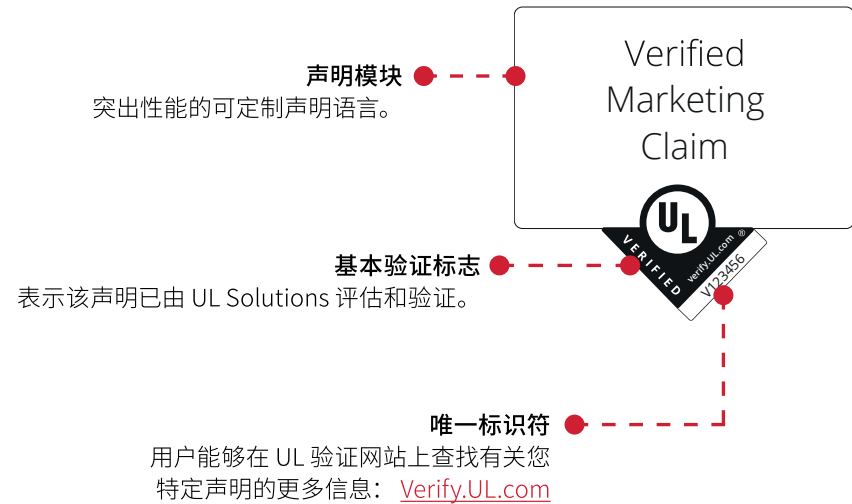 声明模块
突出性能的可定制声明语言。
Verified
Marketing
Claim
UL
VERIFIED
verify.UL.com ®
V123456
基本验证标志
表示该声明已由 UL Solutions 评估和验证。
唯一标识符
用户能够在 UL 验证网站上查找有关您
特定声明的更多信息： Verify.UL.com